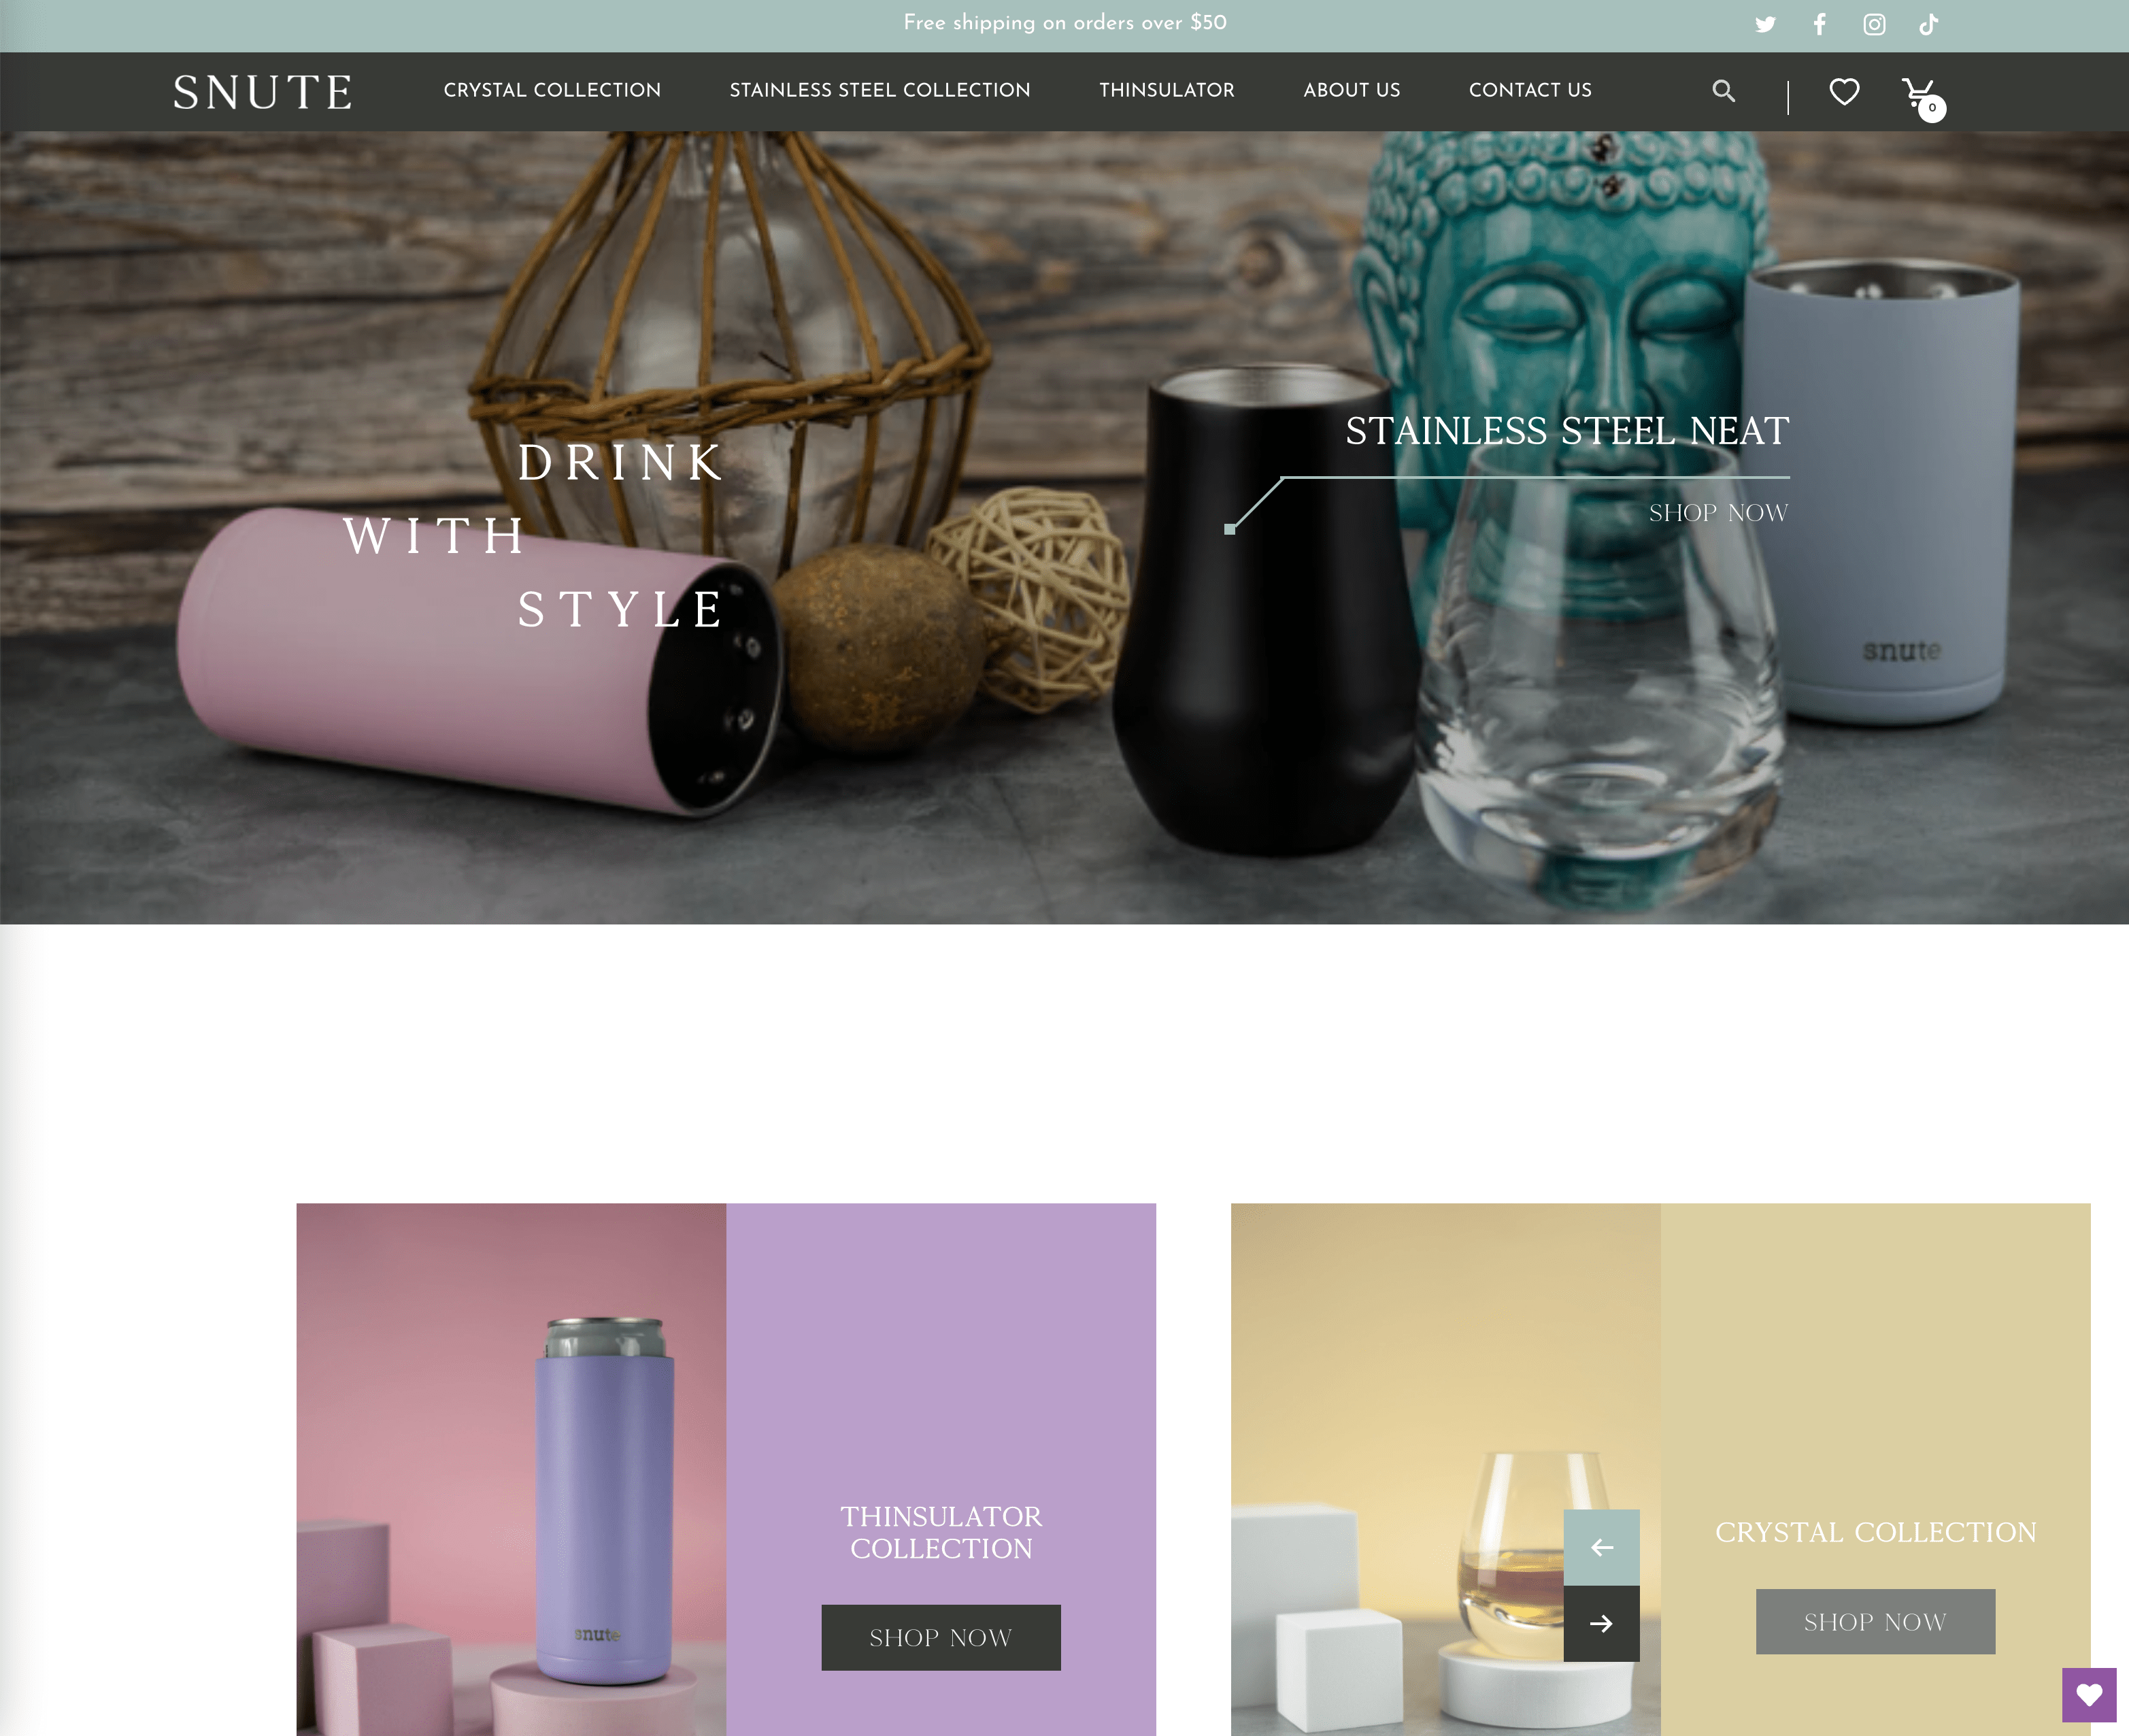 Free shipping on orders over $50
SNUTE
CRYSTAL COLLECTION
STAINLESS STEEL COLLECTION
THINSULATOR
ABOUT US
CONTACT US
0
DRINK
WITH
STYLE
STAINLESS STEEL NEAT
SHOP NOW
snute
THINSULATOR
COLLECTION
SHOP NOW
snute
CRYSTAL COLLECTION
SHOP NOW